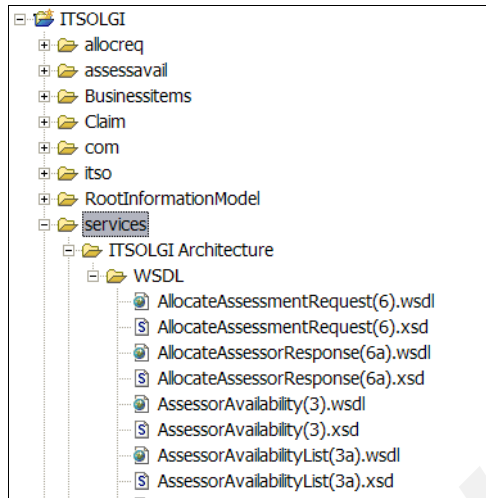 ITSOLGI
allocreq
assessavail
Businessitems
Claim
com
itso
RootInformationModel
services
ITSOLGI Architecture
WSDL
AllocateAssessmentRequest(6).wsdl
AllocateAssessmentRequest(6).xsd
AllocateAssessorResponse(6a).wsdl
AllocateAssessorResponse(6a).xsd
AssessorAvailability(3).wsdl
AssessorAvailability(3).xsd
AssessorAvailabilityList(3a).wsdl
AssessorAvailabilityList(3a).xsd